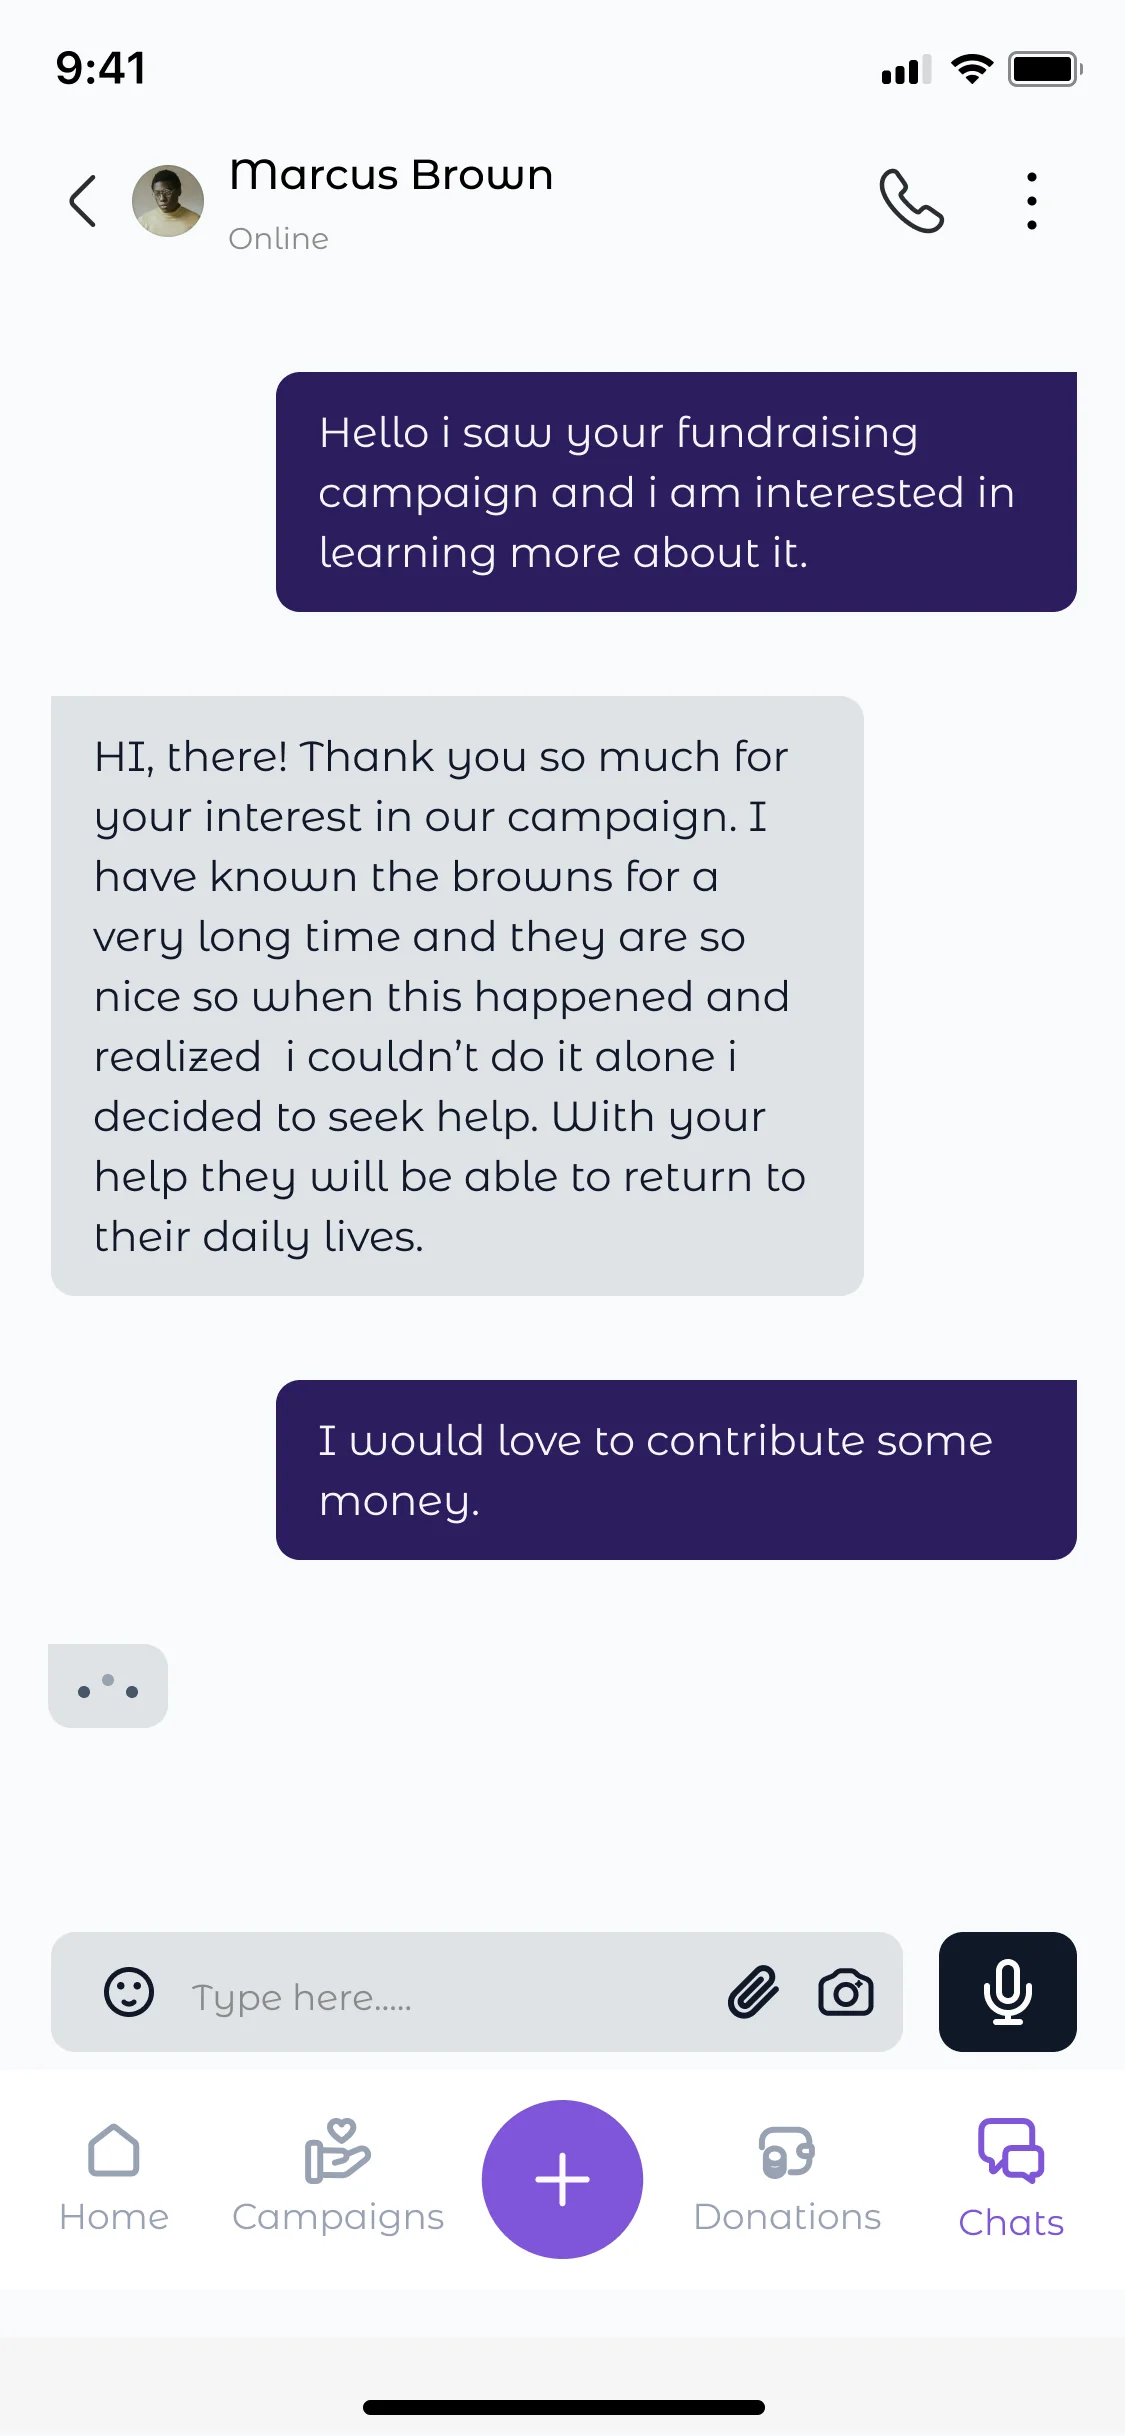 9:41
Marcus Brown
Online
Hello i saw your fundraising
campaign and i am interested in
learning more about it.
HI, there! Thank you so much for
your interest in our campaign. I
have known the browns for a
very long time and they are so
nice so when this happened and
realized  i couldn’t do it alone i
decided to seek help. With your
help they will be able to return to
their daily lives.
I would love to contribute some
money.
Type here.....
Home
Campaigns
Donations
Chats